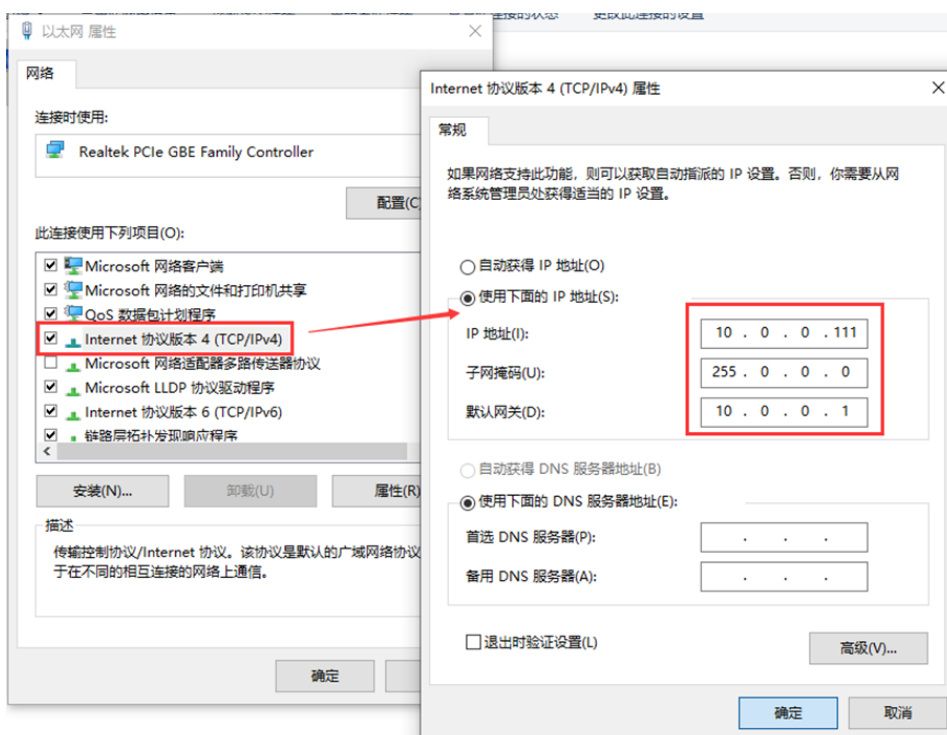 连接的状态
更改此连接的设置
以太网 属性
网络
连接时使用:
Realtek PCIe GBE Family Controller
配置(C
此连接使用下列项目(O):
Microsoft 网络客户端
Microsoft 网络的文件和打印机共享
QoS 数据包计划程序
Internet 协议版本 4 (TCP/IPv4)
Microsoft 网络适配器多路传送器协议
Microsoft LLDP 协议驱动程序
Internet 协议版本 6 (TCP/IPv6)
链路层拓扑发现响应程序
安装(N)...
卸载(U)
属性(R)
描述
传输控制协议/Internet 协议。该协议是默认的广域网络协议
于在不同的相互连接的网络上通信。
确定
Internet 协议版本 4 (TCP/IPv4) 属性
常规
如果网络支持此功能，则可以获取自动指派的 IP 设置。否则，你需要从网
络系统管理员处获得适当的 IP 设置。
自动获得 IP 地址(O)
使用下面的 IP 地址(S):
IP 地址(I):
10 . 0 . 0 . 111
子网掩码(U):
255 . 0 . 0 . 0
默认网关(D):
10 . 0 . 0 . 1
自动获得 DNS 服务器地址(B)
使用下面的 DNS 服务器地址(E):
首选 DNS 服务器(P):
. . .
备用 DNS 服务器(A):
. . .
退出时验证设置(L)
高级(V)...
确定
取消